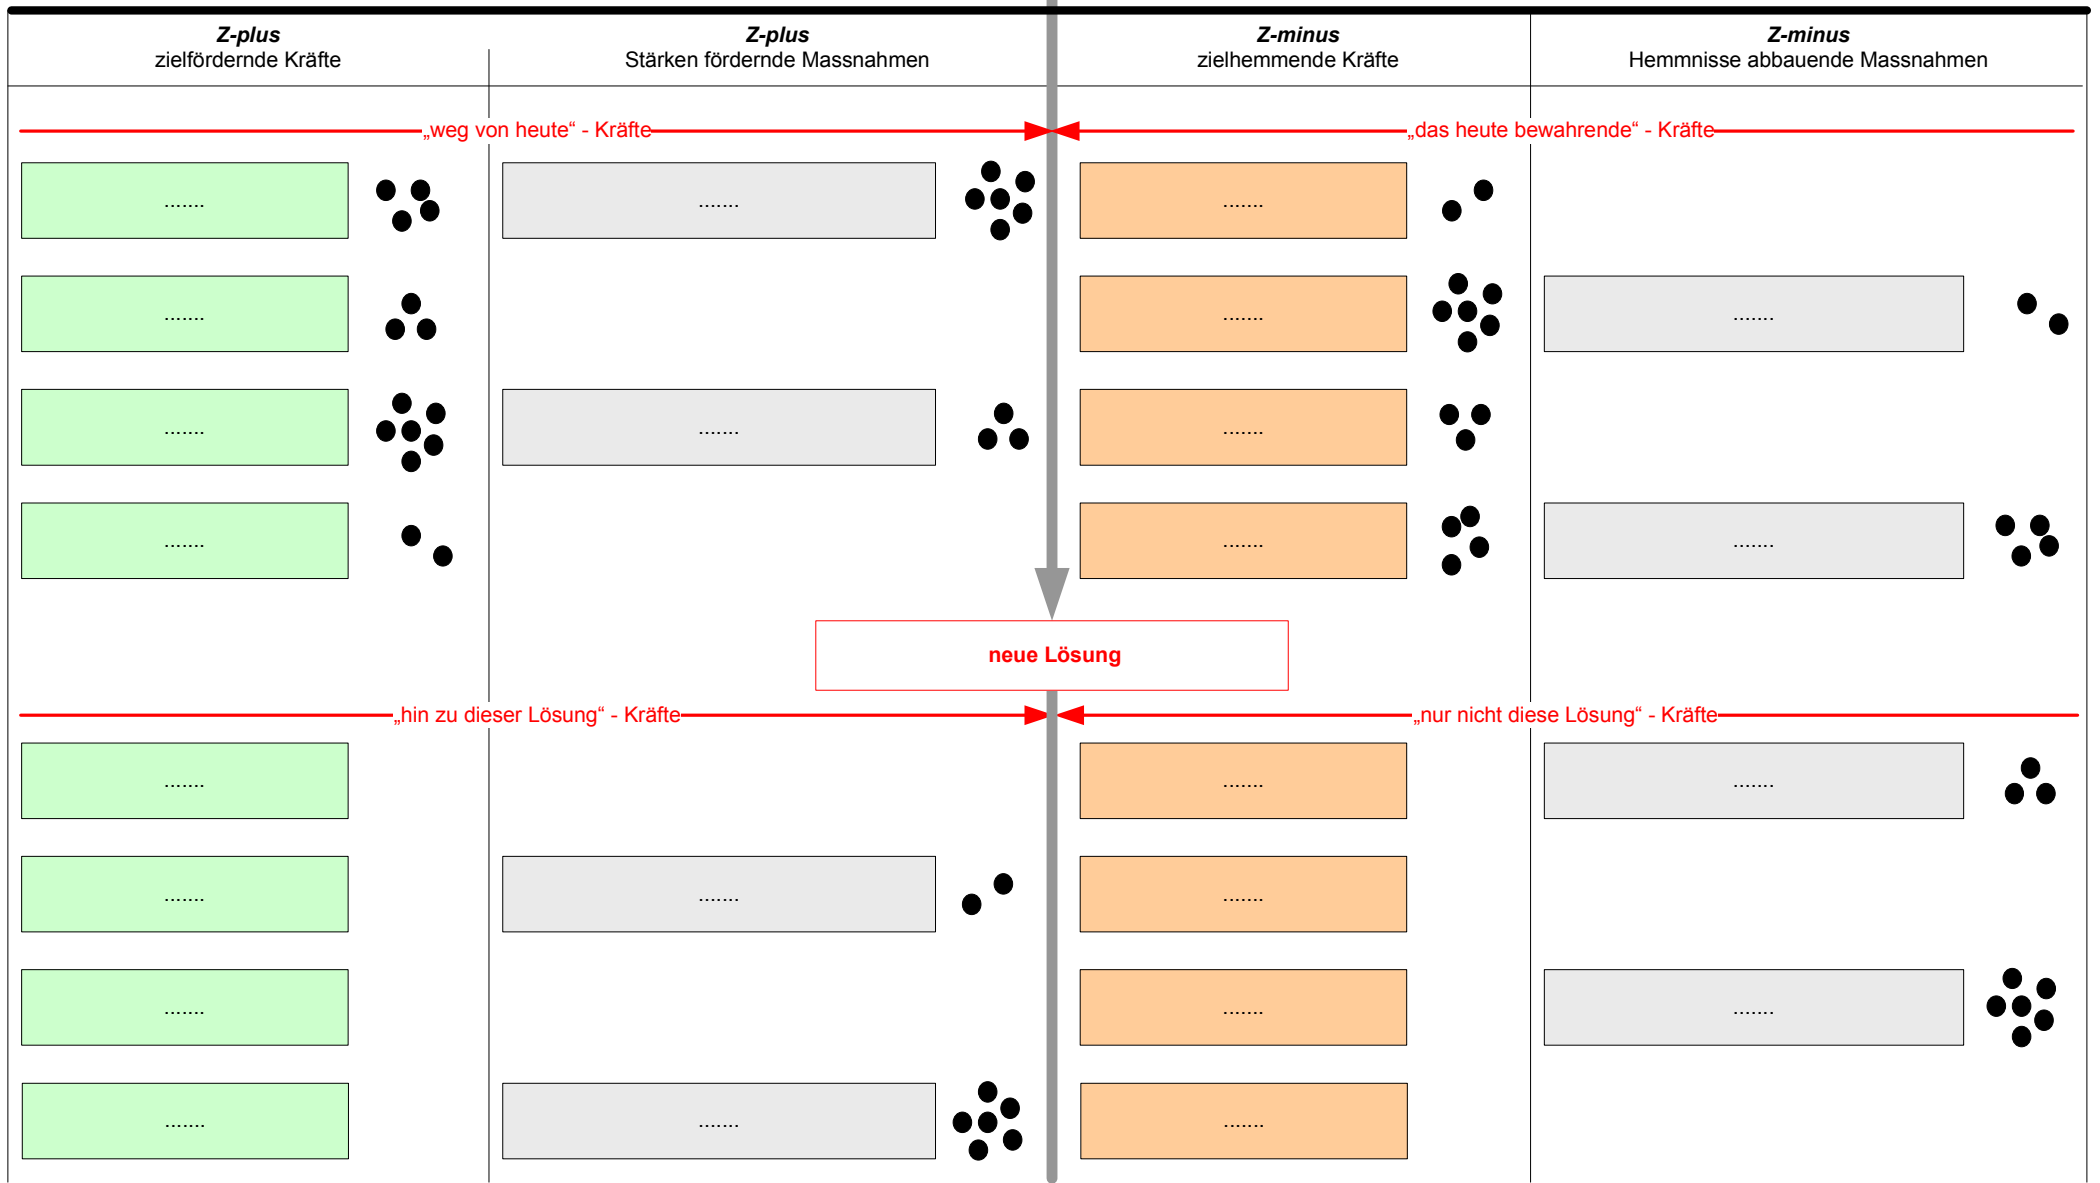 Z-plus
zielfördernde Kräfte
Z-plus
Stärken fördernde Massnahmen
Z-minus
zielhemmende Kräfte
Z-minus
Hemmnisse abbauende Massnahmen
„weg von heute“ - Kräfte
„das heute bewahrende“ - Kräfte
.......
.......
.......
.......
.......
.......
.......
.......
.......
.......
.......
.......
neue Lösung
„hin zu dieser Lösung“ - Kräfte
„nur nicht diese Lösung“ - Kräfte
.......
.......
.......
.......
.......
.......
.......
.......
.......
.......
.......
.......